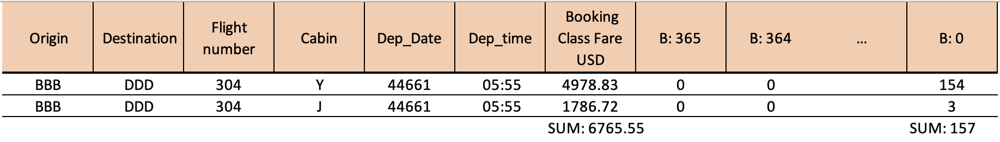 Origin Destination Flight number Cabin Dep_Date Dep_time Booking Class Fare USD B: 365 B: 364 ... B: 0
BBB DDD 304 Y 44661 05:55 4978.83 0 0 154
BBB DDD 304 J 44661 05:55 1786.72 0 0 3
SUM: 6765.55 SUM: 157